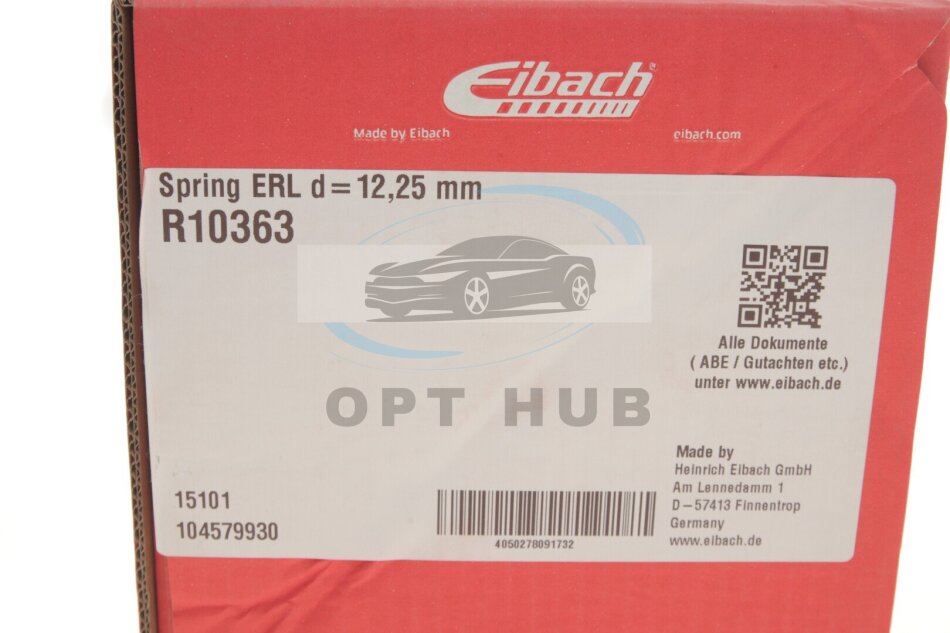 Eibach
Made by Eibach
eibach.com
Spring ERL d=12,25 mm
R10363
OPT HUB
Alle Dokumente
( ABE / Gutachten etc.)
unter www.eibach.de
Made by
Heinrich Eibach GmbH
Am Lennedamm 1
D-57413 Finnentrop
Germany
www.eibach.de
15101
104579930
4050278091732